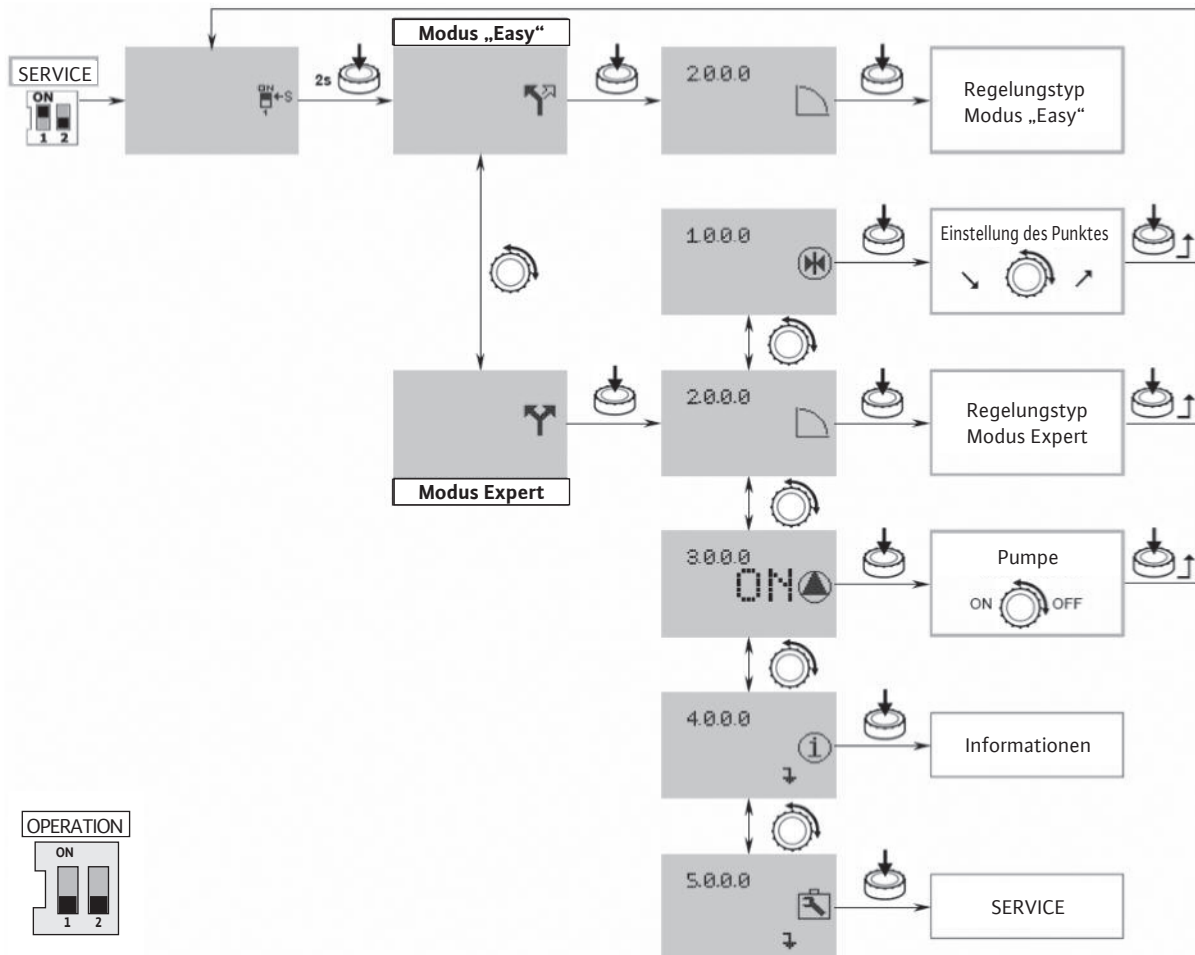 SERVICE
ON
1 2
ON
←S
1
2s
Modus „Easy“
2.0.0.0
Regelungstyp
Modus „Easy“
1.0.0.0
Einstellung des Punktes
Modus Expert
2.0.0.0
Regelungstyp
Modus Expert
3.0.0.0
ON
Pumpe
ON OFF
4.0.0.0
i
Informationen
5.0.0.0
SERVICE
OPERATION
ON
1 2